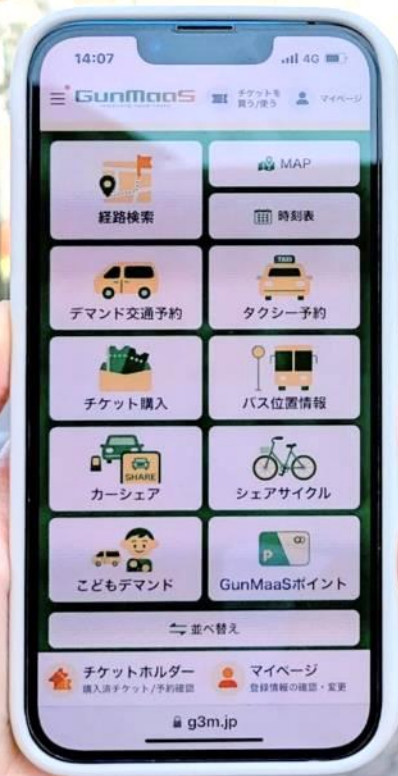 14:07
4G
GunMaaS
チケットを
買う/使う
マイページ
経路検索
MAP
時刻表
デマンド交通予約
TAXI
タクシー予約
チケット購入
バス位置情報
SHARE
カーシェア
シェアサイクル
こどもデマンド
P
GunMaaSポイント
並べ替え
チケットホルダー
購入済チケット/予約確認
マイページ
登録情報の確認・変更
g3m.jp